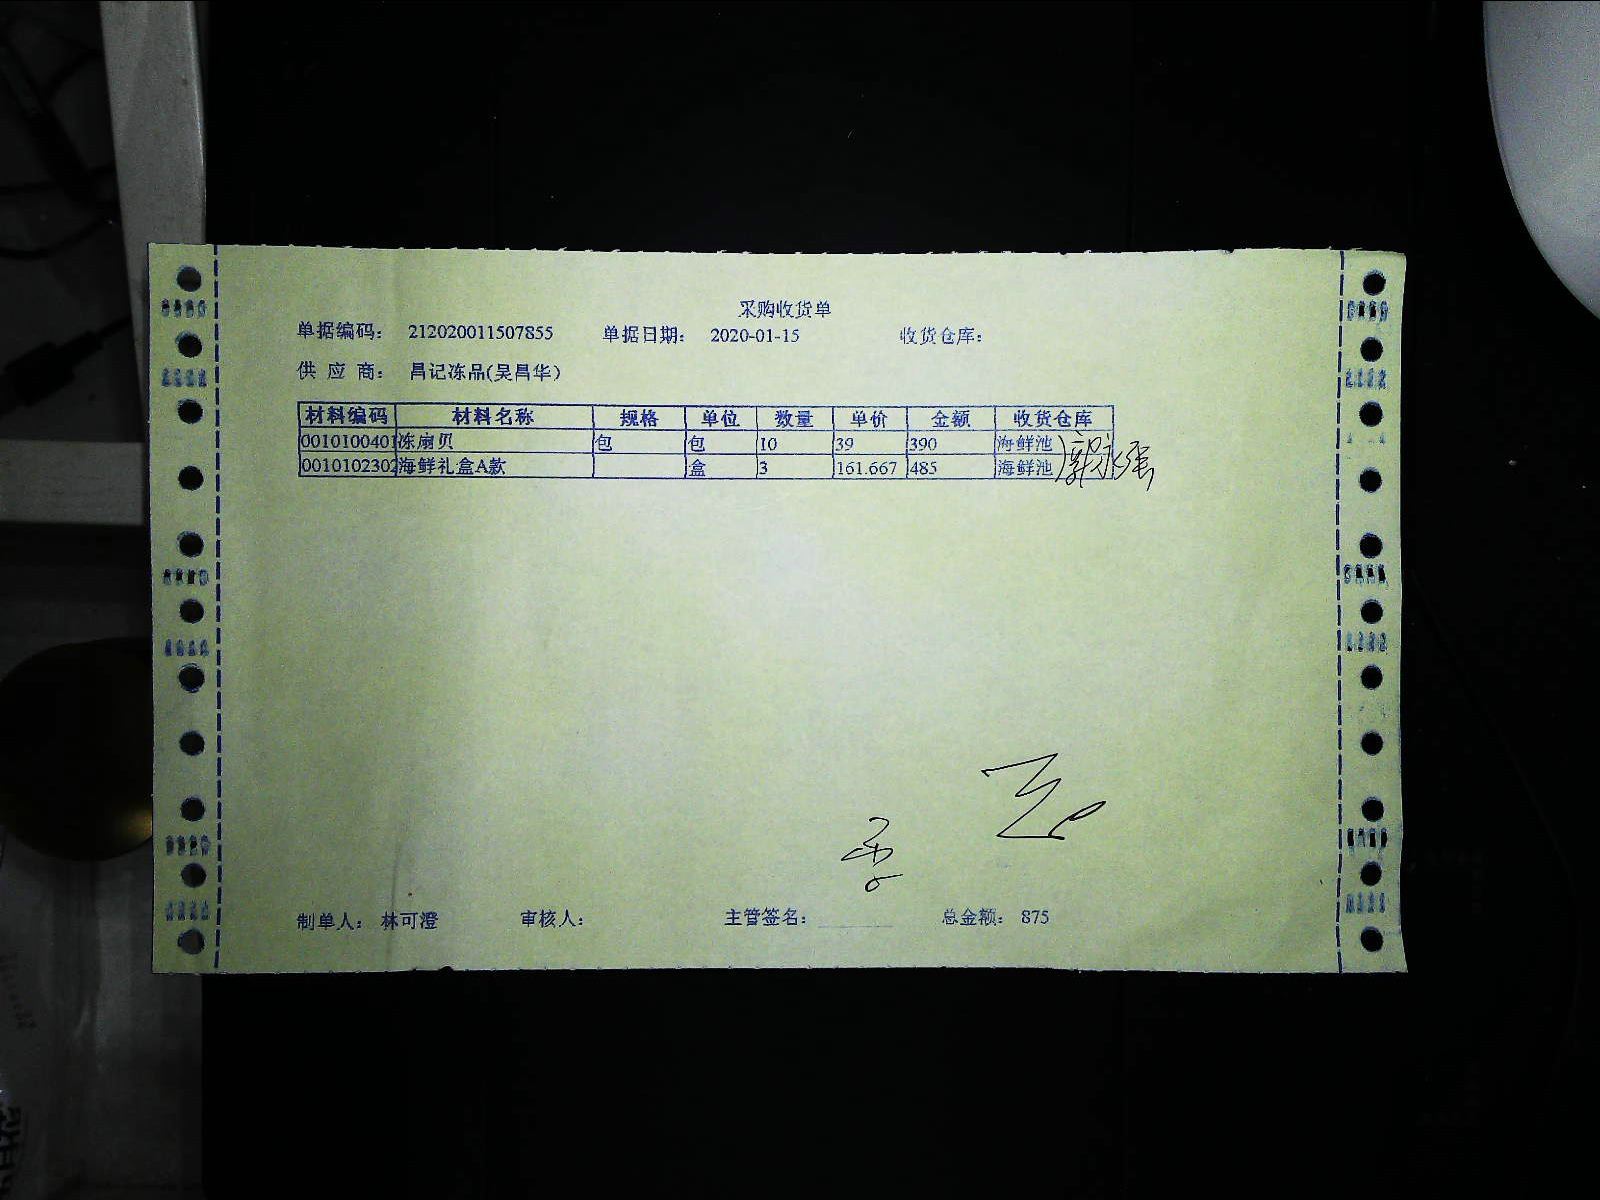 采购收货单
单据编码： 212020011507855 单据日期： 2020-01-15 收货仓库：
供 应 商： 昌记冻品(吴昌华)
材料编码 材料名称 规格 单位 数量 单价 金额 收货仓库
0010100401 冻扇贝 包 包 10 39 390 海鲜池
0010102302 海鲜礼盒A款 盒 3 161.667 485 海鲜池
郭永强
制单人： 林可澄 审核人： 主管签名： 总金额： 875